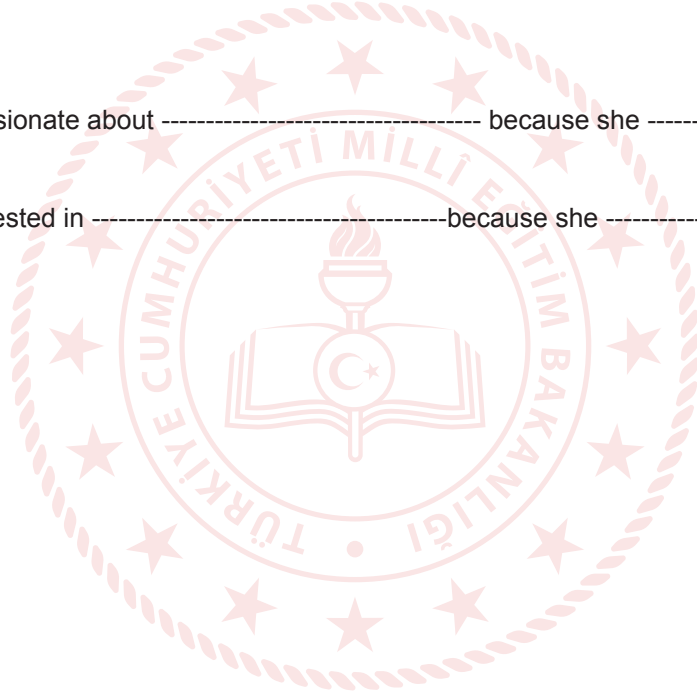 sionate about ----------------------------------- because she ------
ested in ---------------------------------------because she ----------
TÜRKİYE CUMHURİYETİ MİLLÎ EĞİTİM BAKANLIĞI